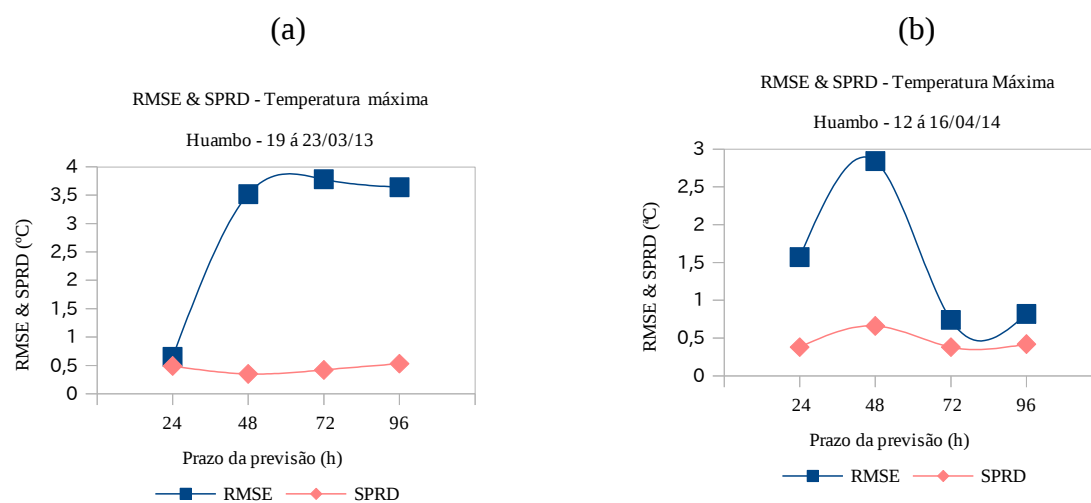 (a)
RMSE & SPRD - Temperatura máxima
Huambo - 19 á 23/03/13
4
3,5
3
2,5
2
1,5
1
0,5
0
RMSE & SPRD (ºC)
24 48 72 96
Prazo da previsão (h)
RMSE SPRD
(b)
RMSE & SPRD - Temperatura Máxima
Huambo - 12 á 16/04/14
3
2,5
2
1,5
1
0,5
0
RMSE & SPRD (ªC)
24 48 72 96
Prazo da previsão (h)
RMSE SPRD